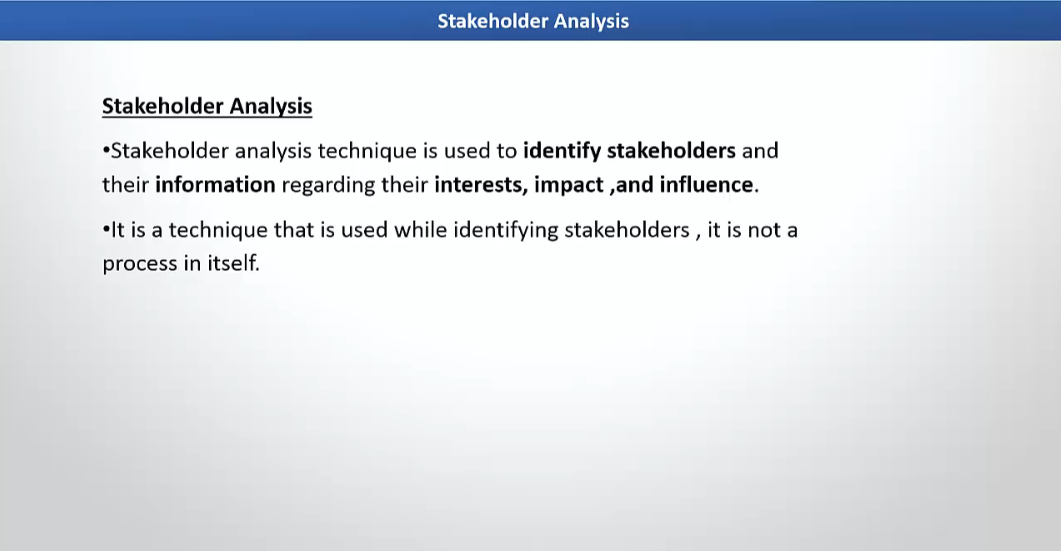 Stakeholder Analysis
Stakeholder Analysis
•Stakeholder analysis technique is used to identify stakeholders and
their information regarding their interests, impact ,and influence.
•It is a technique that is used while identifying stakeholders , it is not a
process in itself.